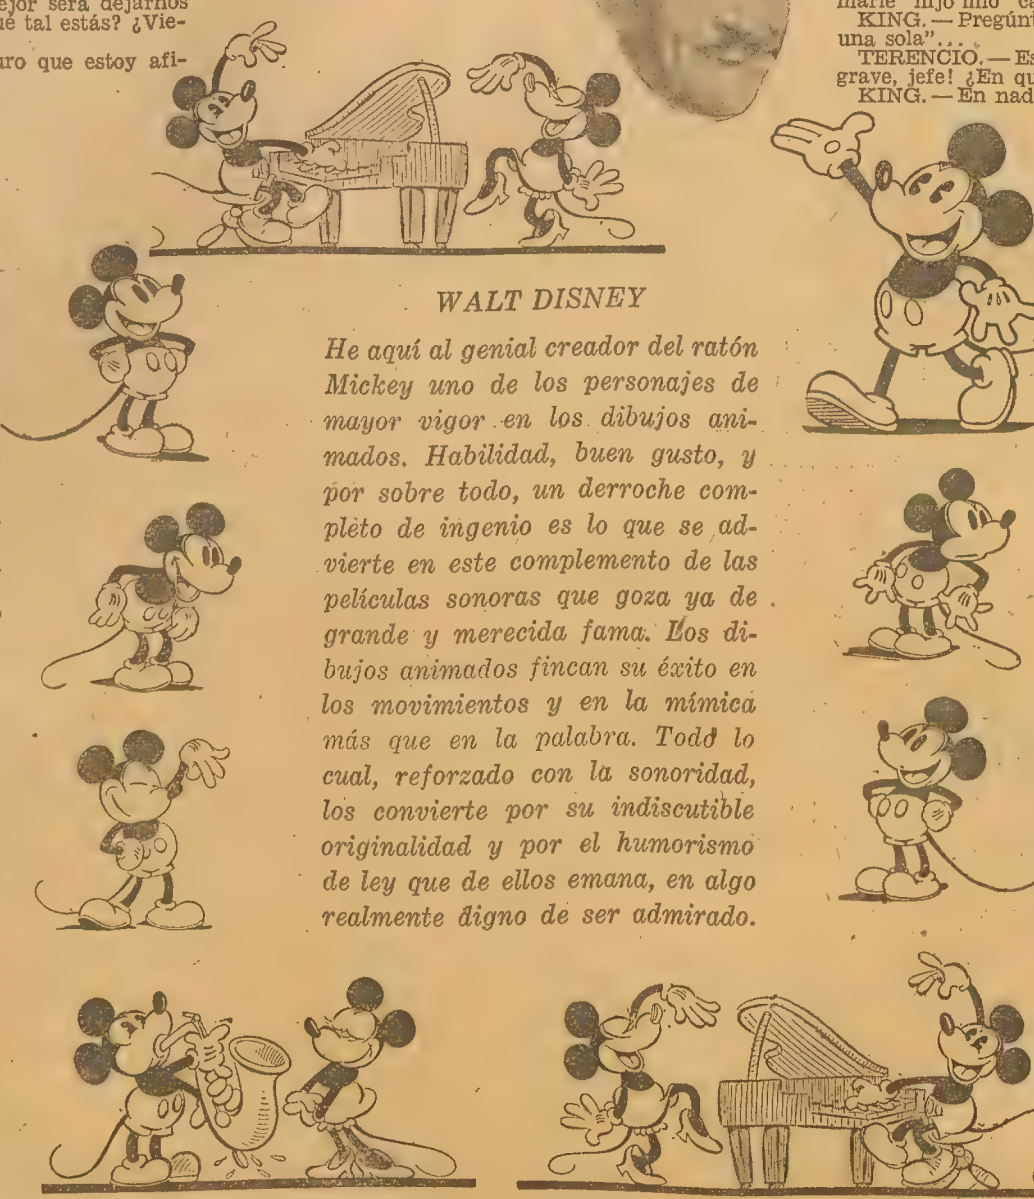 ejor será dejarnos
ué tal estás? ¿Vie-
uro que estoy afi-
marle hijo mío
KING.—Pregúnt
una sola"...
TERENCIO.—Es
grave, jefe! ¿En qu
KING.—En nad
WALT DISNEY
He aquí al genial creador del ratón
Mickey uno de los personajes de
mayor vigor en los dibujos ani-
mados. Habilidad, buen gusto, y
por sobre todo, un derroche com-
pleto de ingenio es lo que se ad-
vierte en este complemento de las
películas sonoras que goza ya de
grande y merecida fama. Los di-
bujos animados fincan su éxito en
los movimientos y en la mímica
más que en la palabra. Todo lo
cual, reforzado con la sonoridad,
los convierte por su indiscutible
originalidad y por el humorismo
de ley que de ellos emana, en algo
realmente digno de ser admirado.